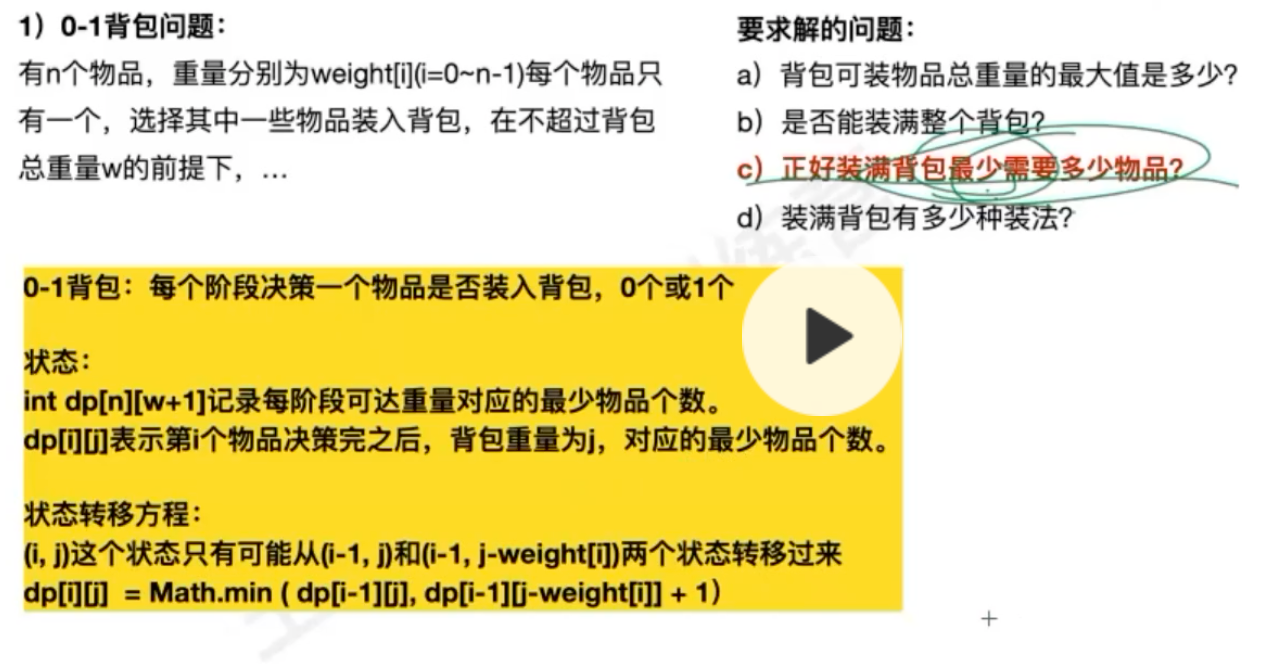 1）0-1背包问题：
有n个物品，重量分别为weight[i](i=0~n-1)每个物品只
有一个，选择其中一些物品装入背包，在不超过背包
总重量w的前提下，…
要求解的问题：
a）背包可装物品总重量的最大值是多少？
b）是否能装满整个背包？
c）正好装满背包最少需要多少物品？
d）装满背包有多少种装法？
0-1背包：每个阶段决策一个物品是否装入背包，0个或1个
状态：
int dp[n][w+1]记录每阶段可达重量对应的最少物品个数。
dp[i][j]表示第i个物品决策完之后，背包重量为j，对应的最少物品个数。
状态转移方程：
(i, j)这个状态只有可能从(i-1, j)和(i-1, j-weight[i])两个状态转移过来
dp[i][j]  = Math.min ( dp[i-1][j], dp[i-1][j-weight[i]] + 1）